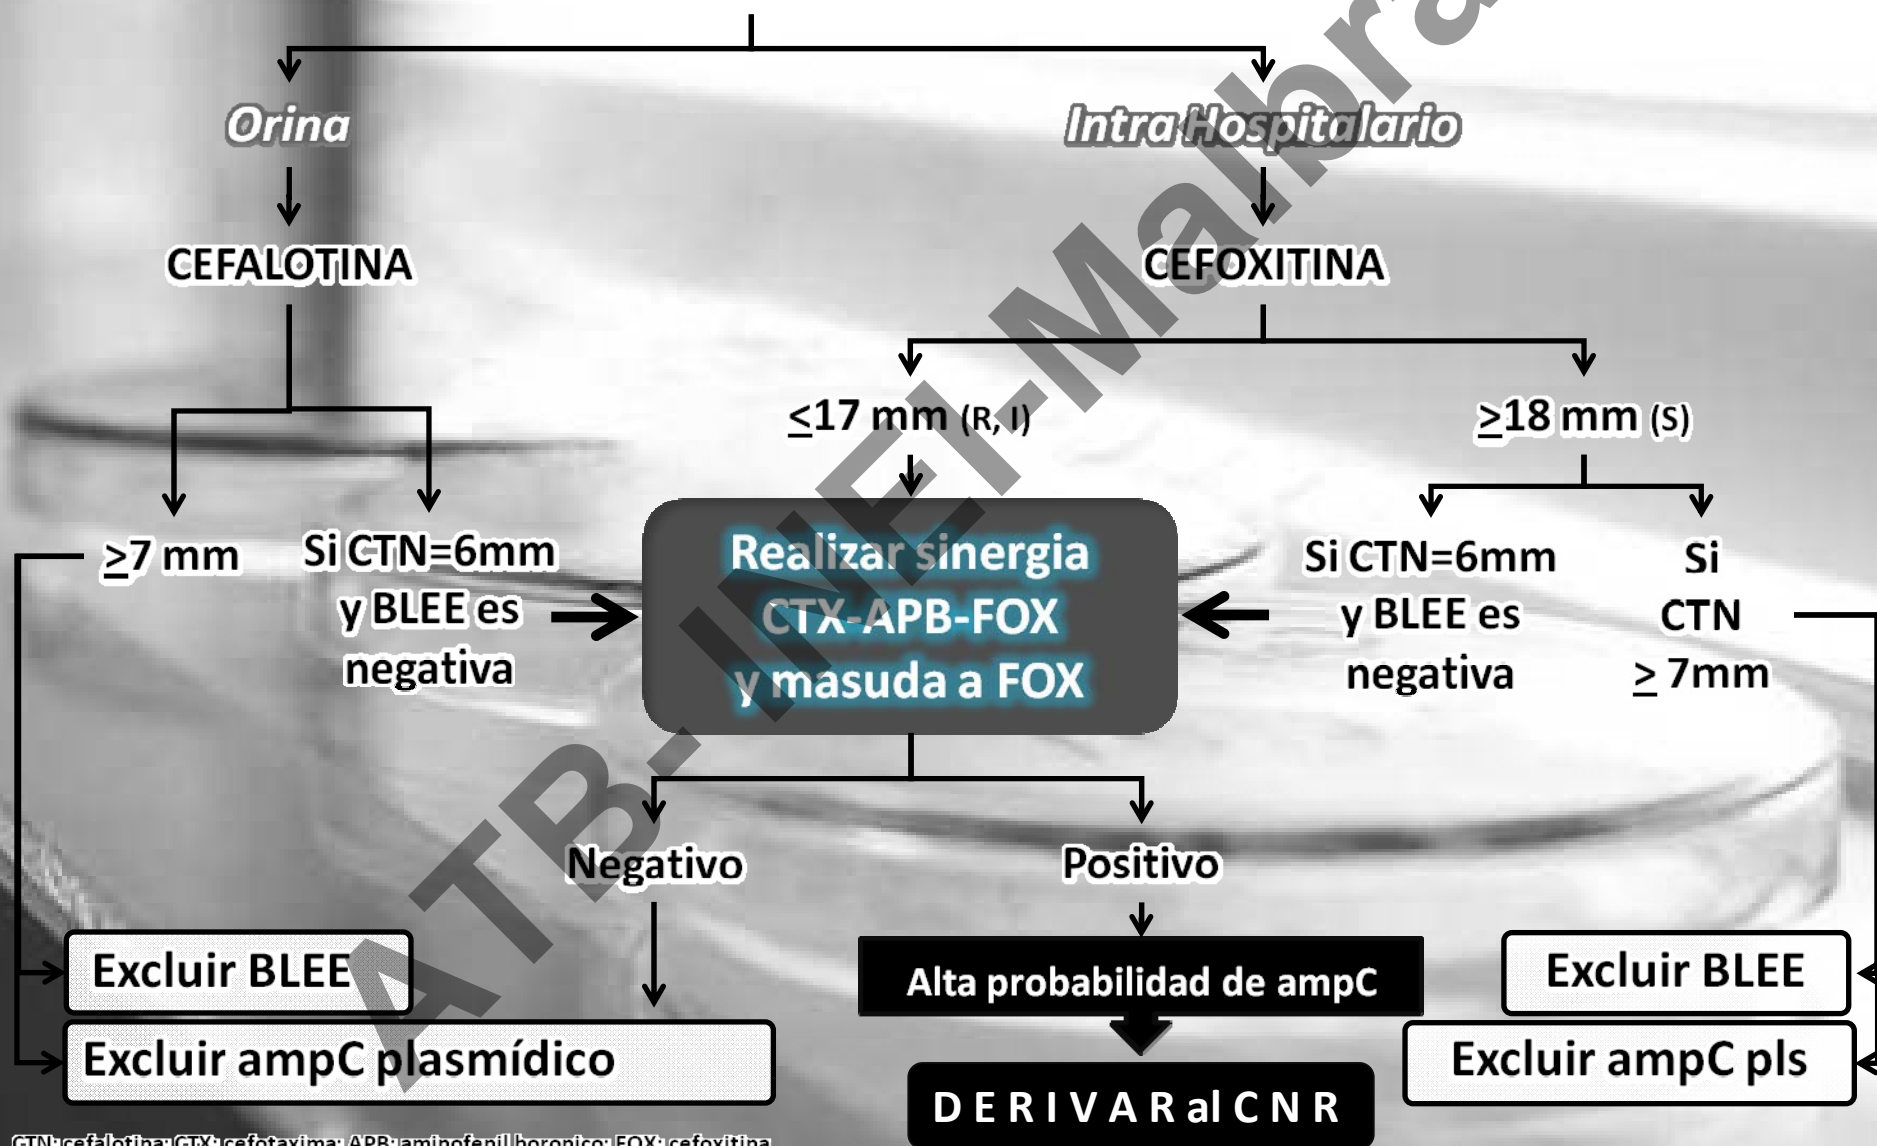 Orina
Intra Hospitalario
CEFALOTINA
CEFOXITINA
≤17 mm (R, I)
≥18 mm (S)
≥7 mm
Si CTN=6mm
y BLEE es
negativa
Realizar sinergia
CTX-APB-FOX
y masuda a FOX
Si CTN=6mm
y BLEE es
negativa
Si
CTN
≥ 7mm
Negativo
Positivo
Excluir BLEE
Excluir ampC plasmídico
Alta probabilidad de ampC
D E R I V A R al C N R
Excluir BLEE
Excluir ampC pls
CTN: cefalotina; CTX: cefotaxima; APB: aminofenil boronico; FOX: cefoxitina
ATB-INEI-Malbra